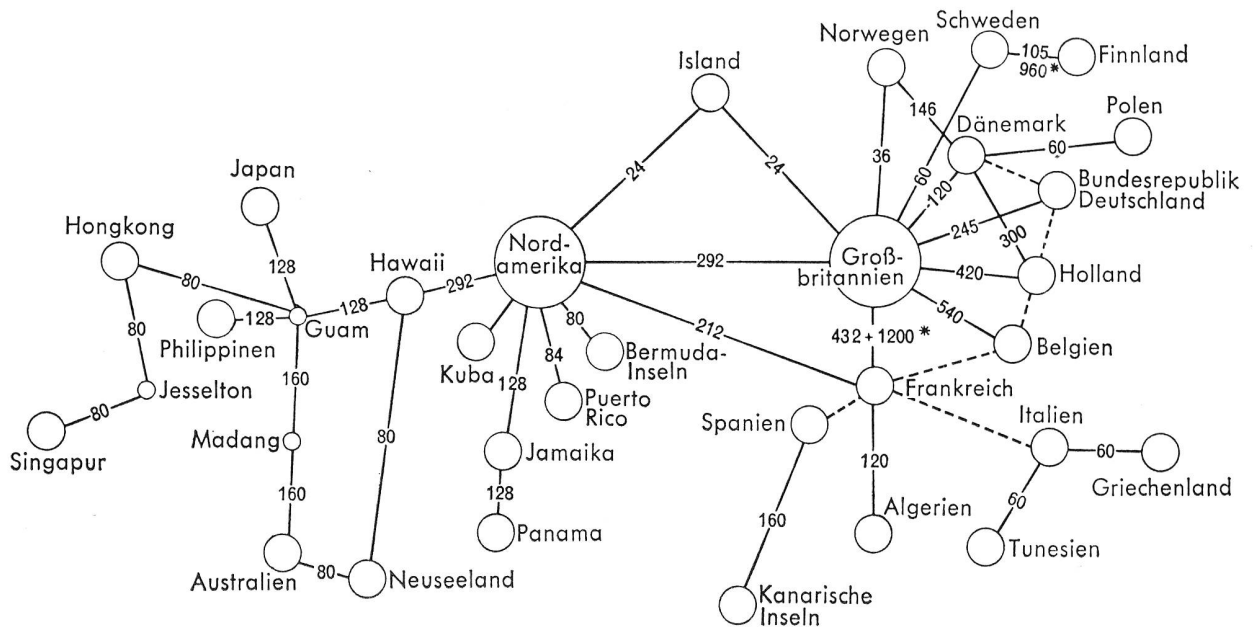 Schweden
Norwegen
105
960*
Finnland
Island
146
Polen
Dänemark
60
36
60
120
Bundesrepublik
Deutschland
24
24
Japan
245
300
Hongkong
Nord-
amerika
292
Groß-
britannien
420
Holland
128
Hawaii
80
292
128
128
Guam
Philippinen
540
432 + 1200*
Belgien
212
80
Bermuda-
Inseln
Kuba
84
128
80
160
Jesselton
Puerto
Rico
Frankreich
80
Singapur
Madang
80
Jamaika
Spanien
Italien
60
Griechenland
120
128
160
Panama
160
Algerien
60
Tunesien
Australien
80
Neuseeland
Kanarische
Inseln